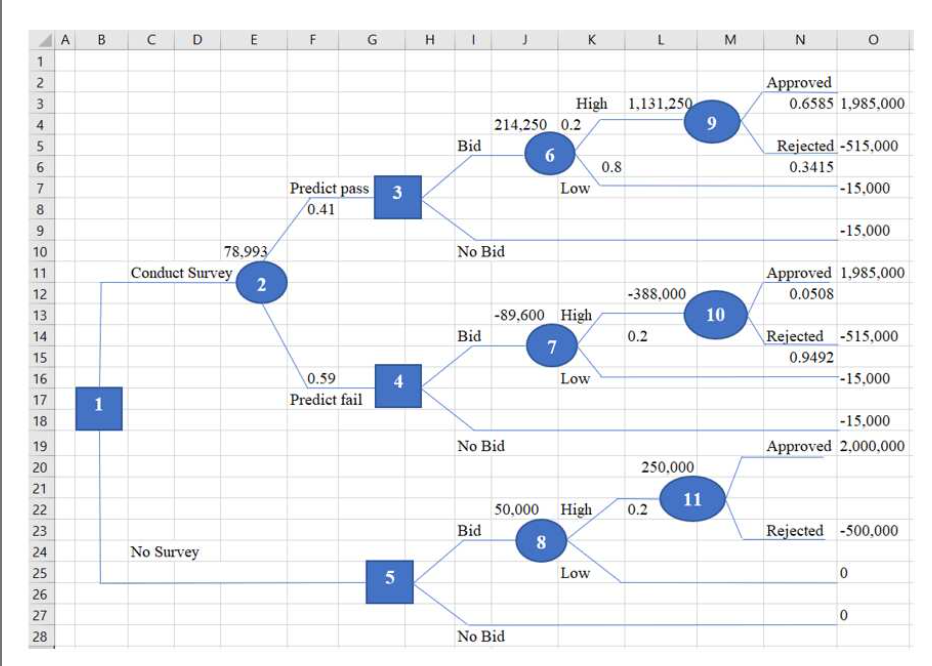 A B C D E F G H I J K L M N O
1
2 Approved
3 High 1,131,250 0.6585 1,985,000
4 214,250 0.2 9
5 Bid 6 Rejected -515,000
6 0.8 0.3415
7 Predict pass 3 Low -15,000
8 0.41
9 -15,000
10 78,993 No Bid
11 Conduct Survey 2 Approved 1,985,000
12 -388,000 0.0508
13 -89,600 High 10
14 Bid 7 0.2 Rejected -515,000
15 0.9492
16 0.59 4 Low -15,000
17 1 Predict fail
18 -15,000
19 No Bid Approved 2,000,000
20 250,000
21 11
22 50,000 High 0.2
23 Bid 8 Rejected -500,000
24 No Survey
25 5 Low 0
26
27 0
28 No Bid